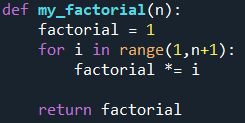 def my_factorial(n):
    factorial = 1
    for i in range(1,n+1):
        factorial *= i

    return factorial